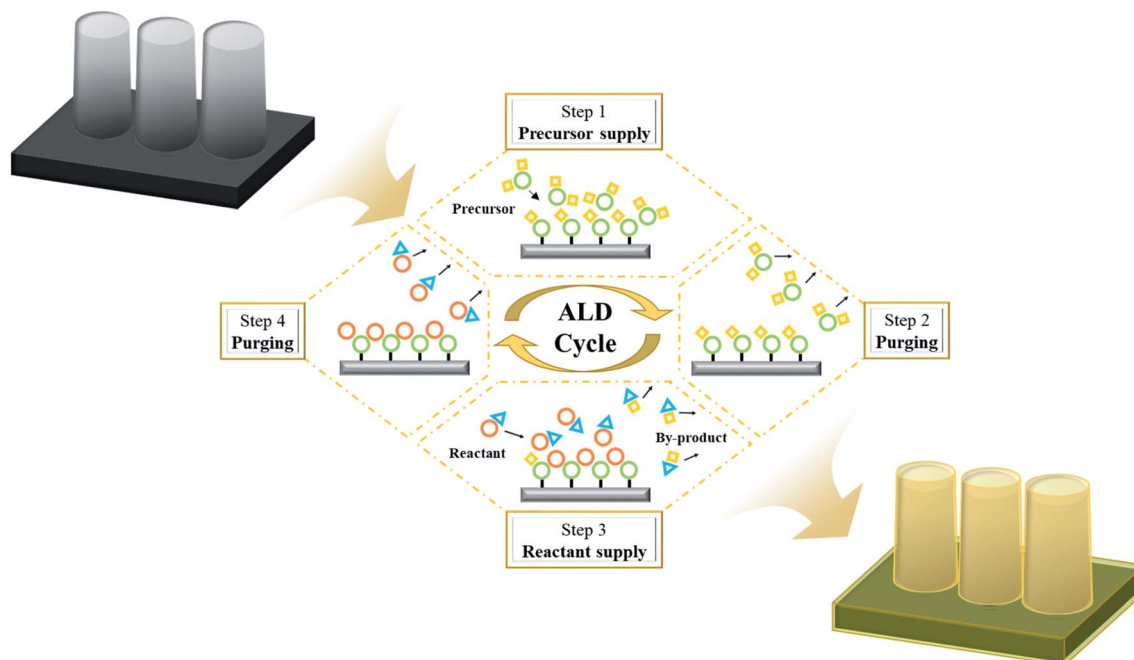 Step 1
Precursor supply
Precursor
Step 4
Purging
ALD
Cycle
Step 2
Purging
Reactant
By-product
Step 3
Reactant supply